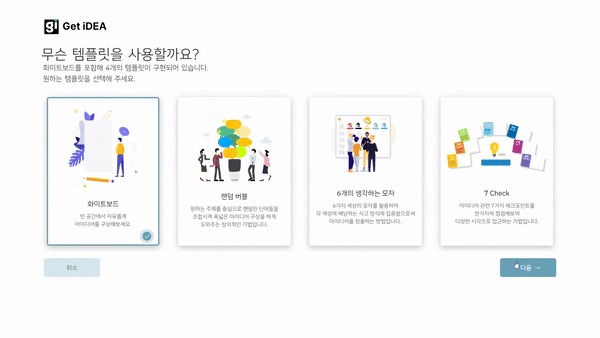 gi Get iDEA
무슨 템플릿을 사용할까요?
화이트보드를 포함해 4개의 템플릿이 구현되어 있습니다.
원하는 템플릿을 선택해 주세요.
화이트보드
빈 공간에서 자유롭게
아이디어를 구상해보세요.
랜덤 버블
원하는 주제를 중심으로 랜덤한 단어들을
조합시켜 폭넓은 아이디어 구상을 하게
도와주는 창의적인 기법입니다.
6개의 생각하는 모자
6가지 색상의 모자를 활용하여
각 색상에 해당하는 사고 방식에 집중함으로써
아이디어를 창출하는 방법입니다.
7 Check
아이디어 관련 7가지 체크포인트를
한가지씩 점검해보며
다양한 시각으로 접근하는 기법입니다.
취소
다음 →